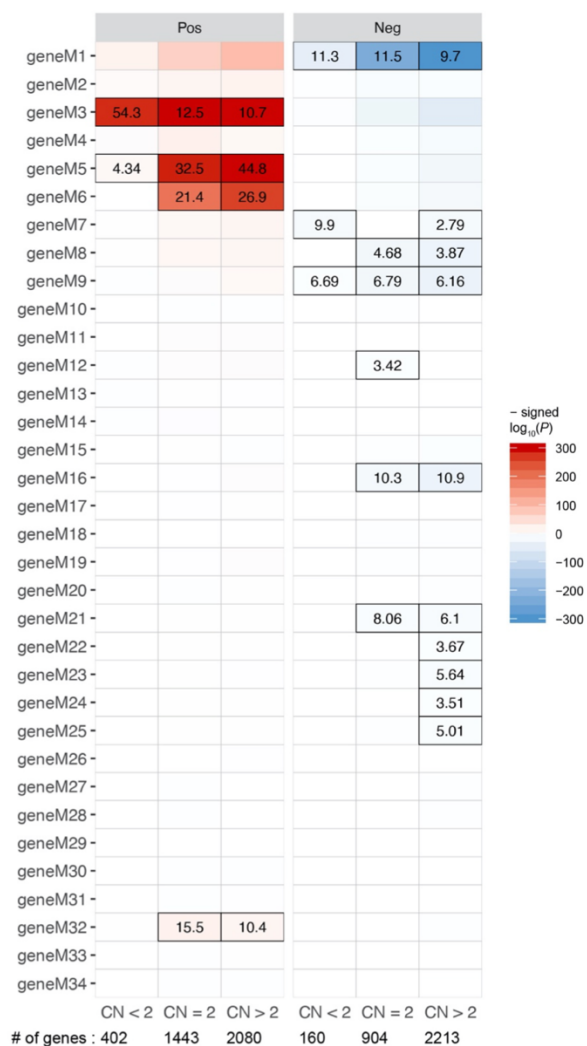 Pos Neg
geneM1 11.3 11.5 9.7
geneM2
geneM3 54.3 12.5 10.7
geneM4
geneM5 4.34 32.5 44.8
geneM6 21.4 26.9
geneM7 9.9 2.79
geneM8 4.68 3.87
geneM9 6.69 6.79 6.16
geneM10
geneM11
geneM12 3.42
geneM13
geneM14
geneM15
geneM16 10.3 10.9
geneM17
geneM18
geneM19
geneM20
geneM21 8.06 6.1
geneM22 3.67
geneM23 5.64
geneM24 3.51
geneM25 5.01
geneM26
geneM27
geneM28
geneM29
geneM30
geneM31
geneM32 15.5 10.4
geneM33
geneM34
CN < 2 CN = 2 CN > 2 CN < 2 CN = 2 CN > 2
# of genes : 402 1443 2080 160 904 2213
− signed
log10(P)
300
200
100
0
−100
−200
−300